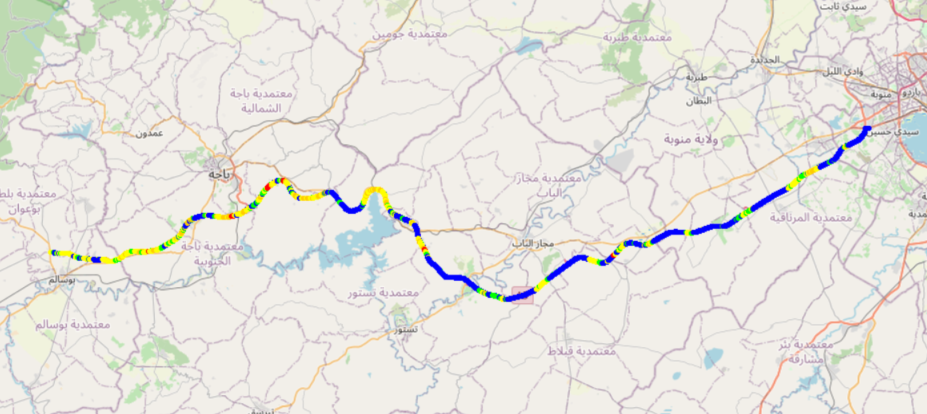 سيدي ثابت
معتمدية جومين
معتمدية طبربة
الجديدة
وادي الليل
طبربة
منوبة
باردو
البطان
معتمدية باجة
الشمالية
عمدون
سيدي حسين
ولاية منوبة
باجة
معتمدية مجاز
الباب
بوعوان
معتمدية المرناقية
معتمدية باجة
الجنوبية
مجاز الباب
بوسالم
معتمدية تستور
معتمدية بوسالم
تستور
معتمدية قبلاط
معتمدية بئر
مشارقة